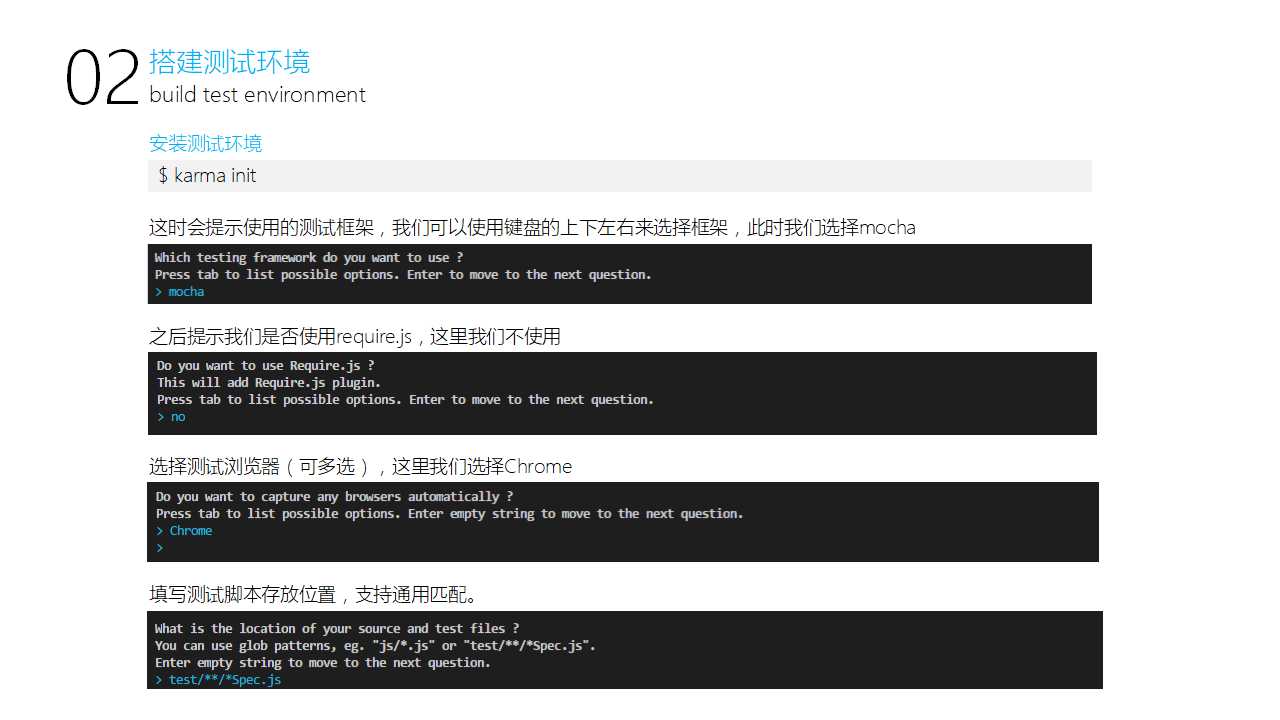 02
搭建测试环境
build test environment
安装测试环境
$ karma init
这时会提示使用的测试框架，我们可以使用键盘的上下左右来选择框架，此时我们选择mocha
Which testing framework do you want to use ?
Press tab to list possible options. Enter to move to the next question.
> mocha
之后提示我们是否使用require.js，这里我们不使用
Do you want to use Require.js ?
This will add Require.js plugin.
Press tab to list possible options. Enter to move to the next question.
> no
选择测试浏览器（可多选），这里我们选择Chrome
Do you want to capture any browsers automatically ?
Press tab to list possible options. Enter empty string to move to the next question.
> Chrome
>
填写测试脚本存放位置，支持通用匹配。
What is the location of your source and test files ?
You can use glob patterns, eg. "js/*.js" or "test/**/*Spec.js".
Enter empty string to move to the next question.
> test/**/*Spec.js